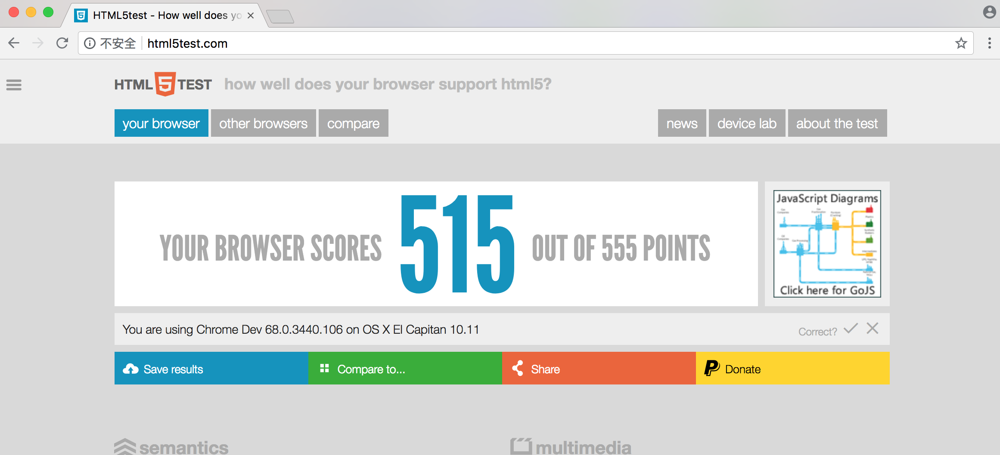 HTML5test - How well does yo
不安全 html5test.com
HTML5TEST how well does your browser support html5?
your browser other browsers compare news device lab about the test
YOUR BROWSER SCORES 515 OUT OF 555 POINTS
JavaScript Diagrams
Click here for GoJS
You are using Chrome Dev 68.0.3440.106 on OS X El Capitan 10.11
Correct?
Save results Compare to... Share Donate
semantics multimedia